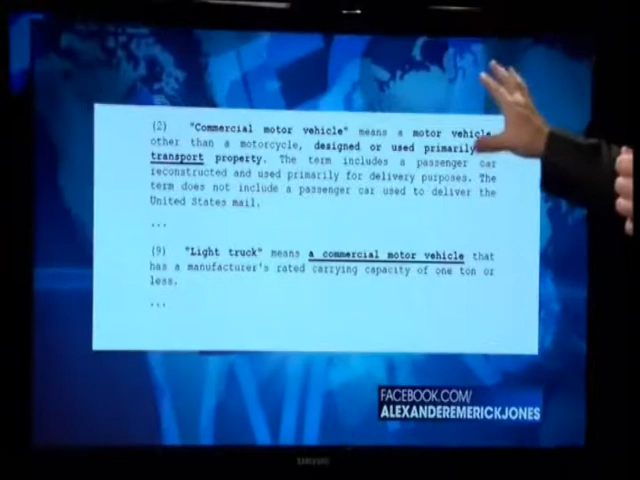 (2) "Commercial motor vehicle" means a motor vehicle
other than a motorcycle, designed or used primarily
transport property. The term includes a passenger car
reconstructed and used primarily for delivery purposes. The
term does not include a passenger car used to deliver the
United States mail.
...
(9) "Light truck" means a commercial motor vehicle that
has a manufacturer's rated carrying capacity of one ton or
less.
...
FACEBOOK.COM/
ALEXANDEREMERICKJONES
SAMSUNG